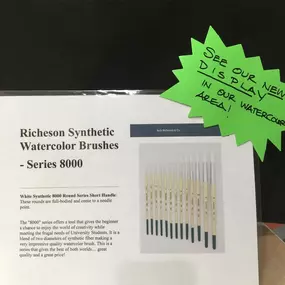 SEE OUR NEW
DISPLAY
IN OUR WATERCOLOR
AREA!
Richeson Synthetic
Watercolor Brushes
- Series 8000
White Synthetic 8000 Round Series Short Handle:
These rounds are full-bodied and come to a needle
point.
The "8000" series offers a tool that gives the beginner
a chance to enjoy the world of creativity while
meeting the frugal needs of University Students. It is a
blend of two diameters of synthetic fiber making a
very impressive quality watercolor brush. This is a
series that gives the best of both worlds... great
quality and a great price!